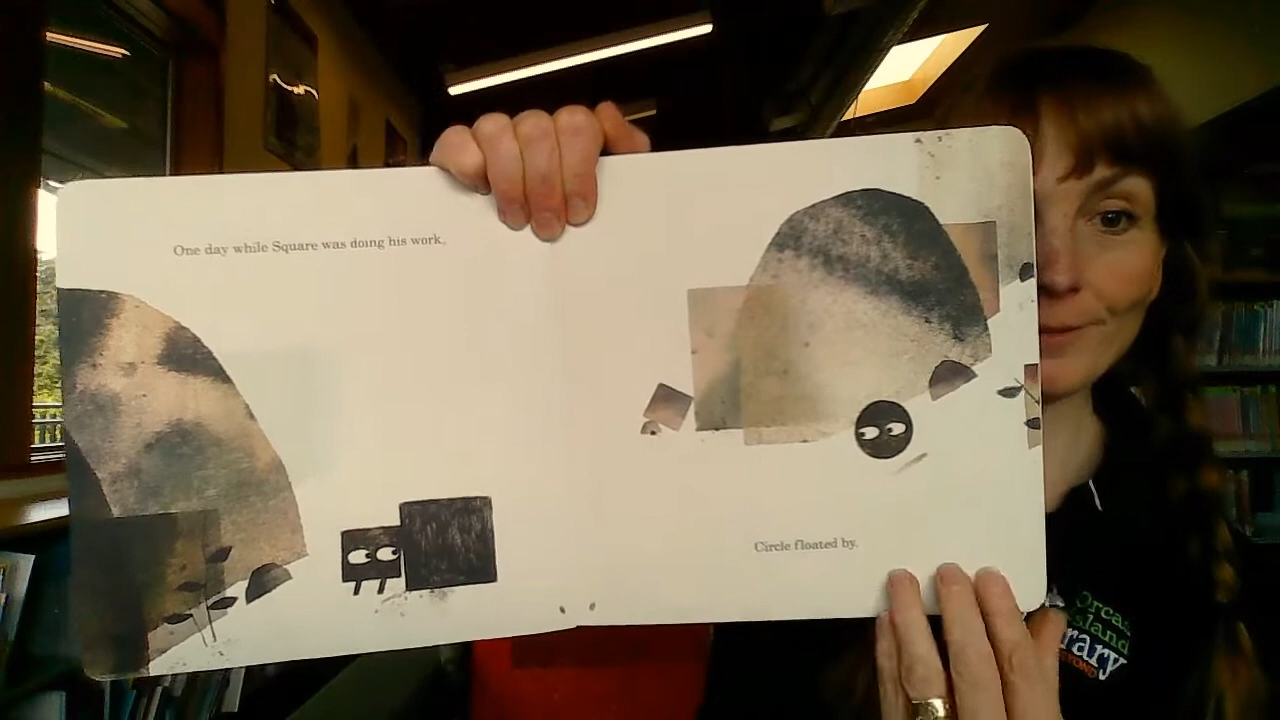 One day while Square was doing his work,
Circle floated by.
Orcas
Island
rary